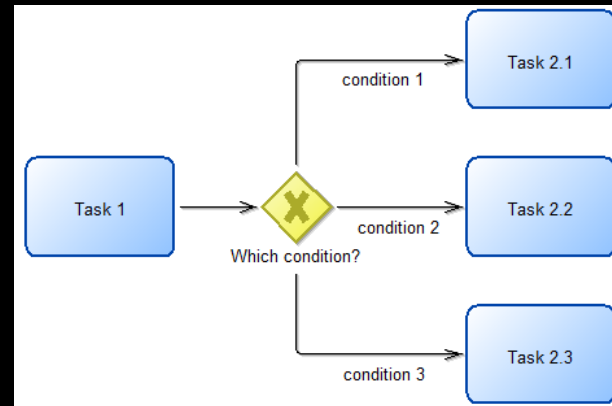 Task 2.1
condition 1
Task 1
Task 2.2
condition 2
Which condition?
Task 2.3
condition 3